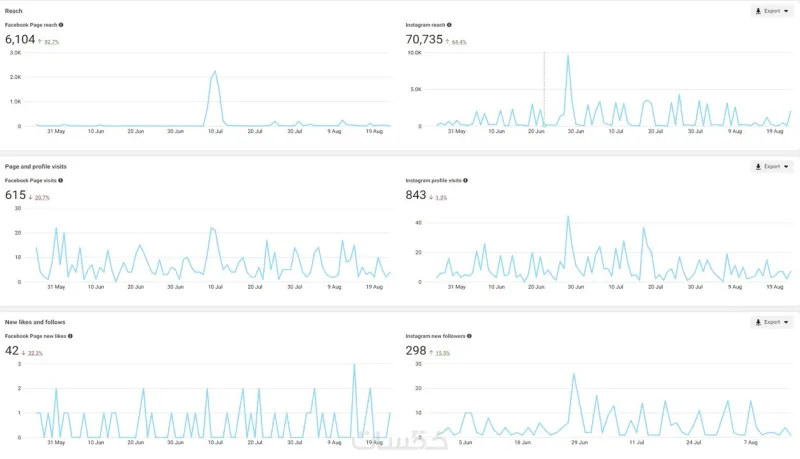 Reach
Export
Facebook Page reach
6,104 ↑ 92.7%
3.0K
2.0K
1.0K
0
31 May 10 Jun 20 Jun 30 Jun 10 Jul 20 Jul 30 Jul 9 Aug 19 Aug
Instagram reach
70,735 ↑ 64.4%
10.0K
5.0K
0
31 May 10 Jun 20 Jun 30 Jun 10 Jul 20 Jul 30 Jul 9 Aug 19 Aug
Page and profile visits
Export
Facebook Page visits
615 ↓ 20.7%
30
20
10
0
31 May 10 Jun 20 Jun 30 Jun 10 Jul 20 Jul 30 Jul 9 Aug 19 Aug
Instagram profile visits
843 ↓ 1.3%
40
20
0
31 May 10 Jun 20 Jun 30 Jun 10 Jul 20 Jul 30 Jul 9 Aug 19 Aug
New likes and follows
Export
Facebook Page new likes
42 ↓ 32.3%
3
2
1
0
31 May 10 Jun 20 Jun 30 Jun 10 Jul 20 Jul 30 Jul 9 Aug 19 Aug
Instagram new followers
298 ↑ 15.5%
30
20
10
0
5 Jun 18 Jun 29 Jun 11 Jul 24 Jul 7 Aug
خمسات